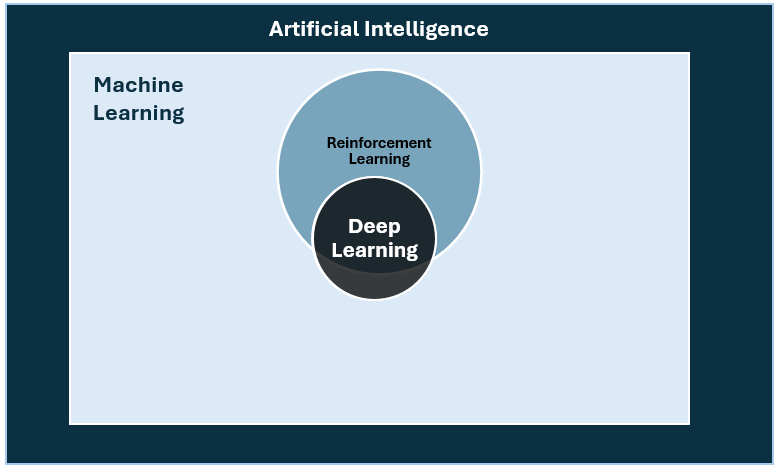 Artificial Intelligence
Machine
Learning
Reinforcement
Learning
Deep
Learning